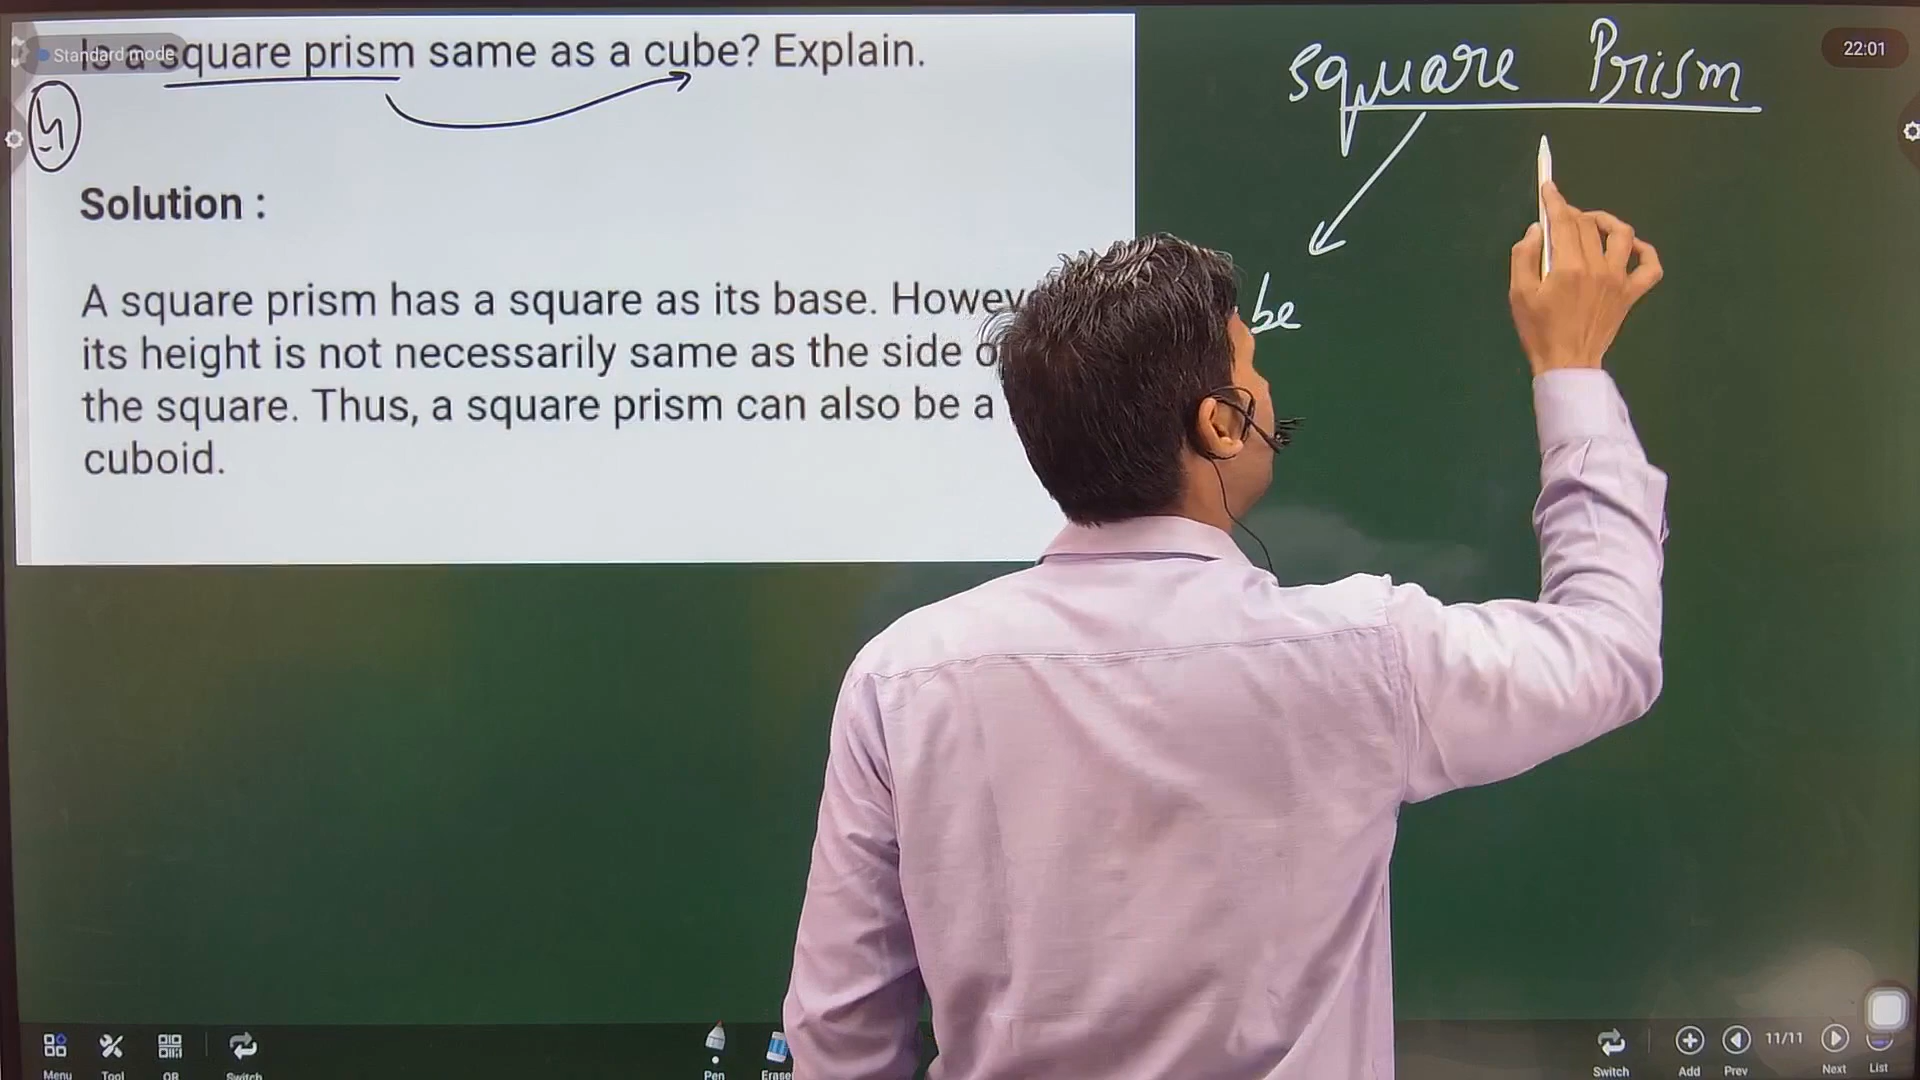 Is a square prism same as a cube? Explain.
Standard mode
Solution :
A square prism has a square as its base.
its height is not necessarily same as the side
the square. Thus, a square prism can also be a
cuboid.
square Prism
be
22:01
Menu
Tool
QR
Switch
Pen
Switch
Add
Prev
11/11
Next
List